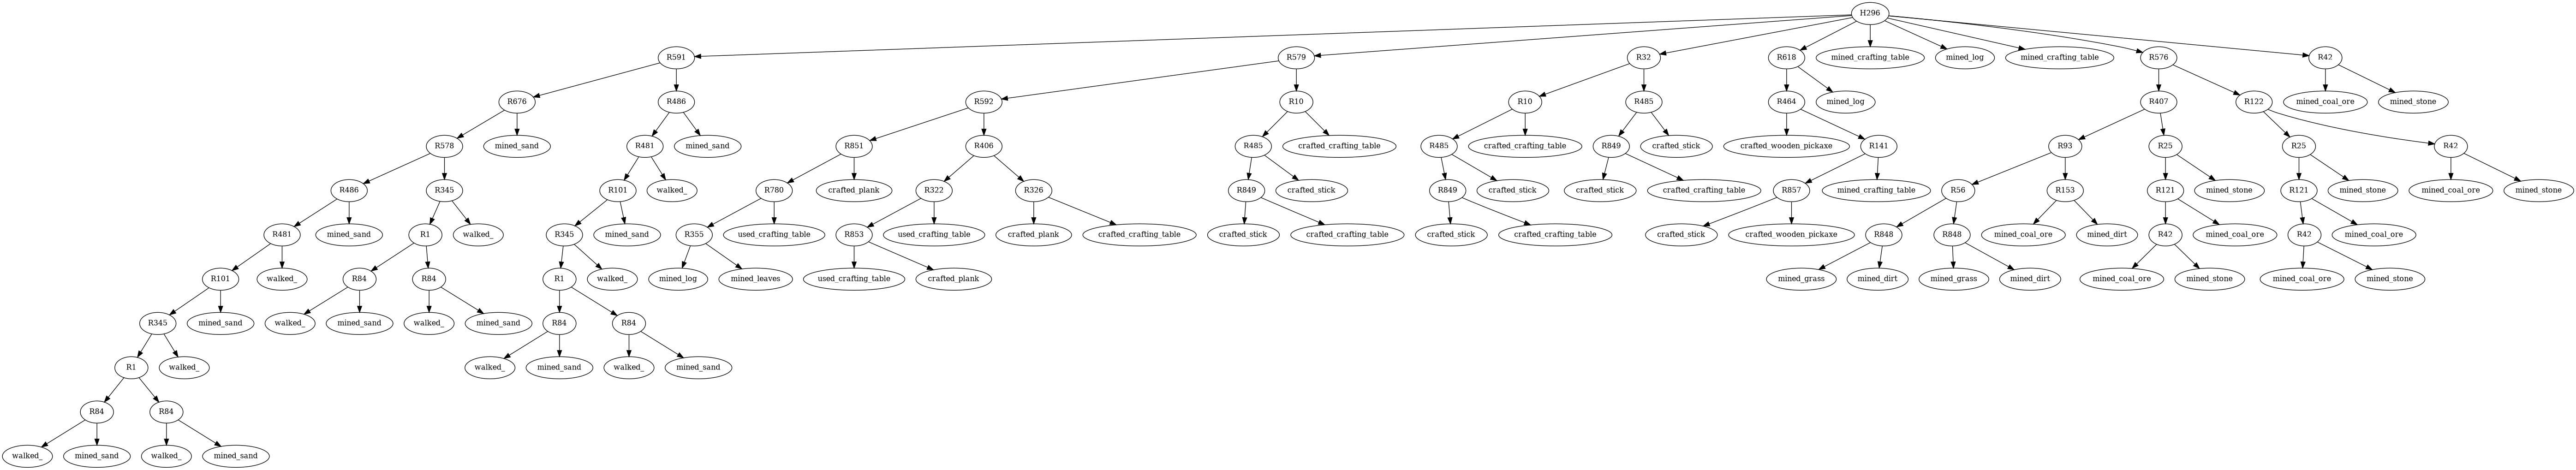 H296
R591
R579
R32
R618
mined_crafting_table
mined_log
mined_crafting_table
R576
R42
R676
R486
R592
R10
R10
R485
R464
mined_log
R407
R122
mined_coal_ore
mined_stone
R578
mined_sand
R481
mined_sand
R851
R406
R485
crafted_crafting_table
R485
crafted_crafting_table
R849
crafted_stick
crafted_wooden_pickaxe
R141
R93
R25
R25
R42
R486
R345
R101
walked_
R780
crafted_plank
R322
R326
R849
crafted_stick
R849
crafted_stick
crafted_stick
crafted_crafting_table
R857
mined_crafting_table
R56
R153
R121
mined_stone
R121
mined_stone
mined_coal_ore
mined_stone
R481
mined_sand
R1
walked_
R345
mined_sand
R355
used_crafting_table
R853
used_crafting_table
crafted_plank
crafted_crafting_table
crafted_stick
crafted_crafting_table
crafted_stick
crafted_crafting_table
crafted_stick
crafted_wooden_pickaxe
R848
R848
mined_coal_ore
mined_dirt
R42
mined_coal_ore
R42
mined_coal_ore
R101
walked_
R84
R84
R1
walked_
mined_log
mined_leaves
used_crafting_table
crafted_plank
mined_grass
mined_dirt
mined_grass
mined_dirt
mined_coal_ore
mined_stone
mined_coal_ore
mined_stone
R345
mined_sand
walked_
mined_sand
walked_
mined_sand
R84
R84
R1
walked_
walked_
mined_sand
walked_
mined_sand
R84
R84
walked_
mined_sand
walked_
mined_sand